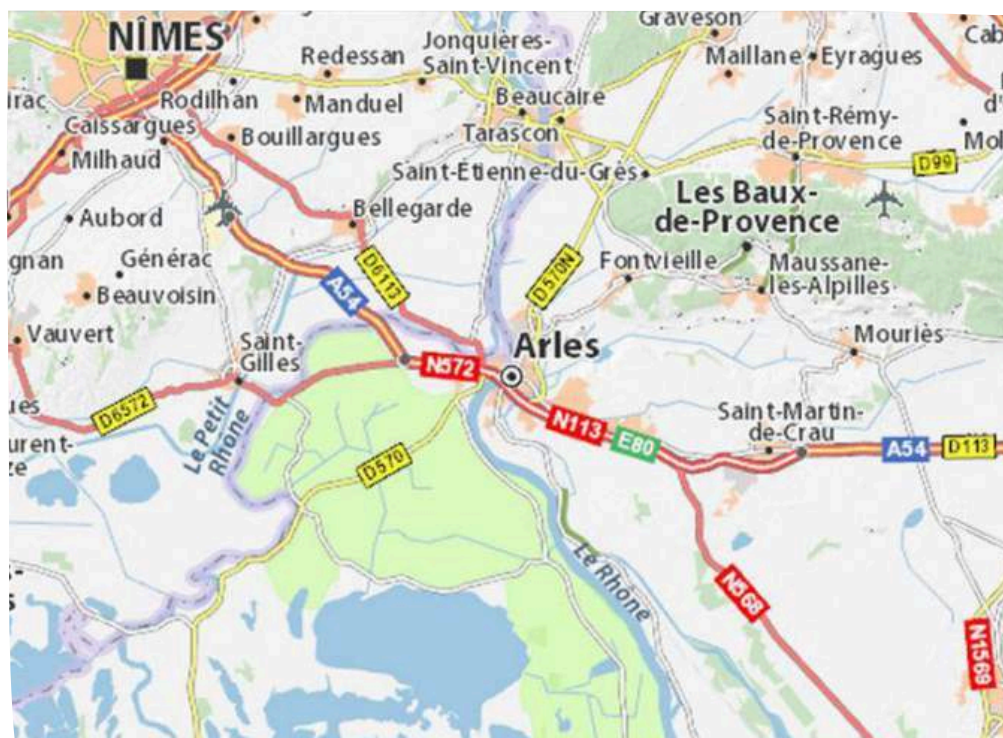 NÎMES
Redessan
Jonquières-
Saint-Vincent
Graveson
Maillane
Eyragues
Cab
Rodilhan
Manduel
Beaucaire
Caissargues
Bouillargues
Tarascon
Saint-Rémy-
de-Provence
Milhaud
Saint-Étienne-du-Grès
D99
Aubord
Bellegarde
Les Baux-
de-Provence
Générac
D6113
D570N
Fontvieille
Maussane-
les-Alpilles
gnan
Beauvoisin
A54
Vauvert
Saint-
Gilles
Arles
Mouriès
N572
D6572
Le Petit
Rhône
N113
E80
Saint-Martin-
de-Crau
A54
D113
D570
Le Rhône
N568
N1569